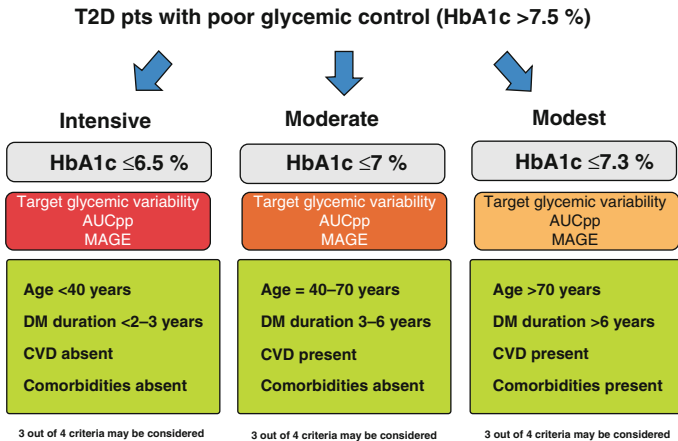 T2D pts with poor glycemic control (HbA1c >7.5 %)
Intensive
HbA1c ≤6.5 %
Target glycemic variability
AUCpp
MAGE
Age <40 years
DM duration <2–3 years
CVD absent
Comorbidities absent
3 out of 4 criteria may be considered
Moderate
HbA1c ≤7 %
Target glycemic variability
AUCpp
MAGE
Age = 40–70 years
DM duration 3–6 years
CVD present
Comorbidities absent
3 out of 4 criteria may be considered
Modest
HbA1c ≤7.3 %
Target glycemic variability
AUCpp
MAGE
Age >70 years
DM duration >6 years
CVD present
Comorbidities present
3 out of 4 criteria may be considered